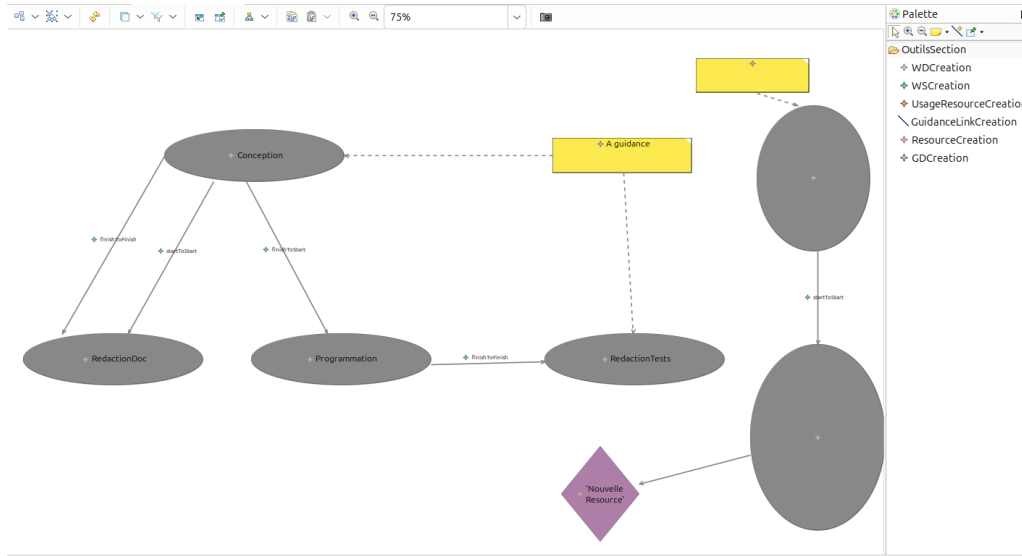 75%
Palette
OutilsSection
WDCreation
WSCreation
UsageResourceCreatio
GuidanceLinkCreation
ResourceCreation
GDCreation
A guidance
Conception
finishToFinish
startToStart
finishToStart
startToStart
RedactionDoc
Programmation
finishToFinish
RedactionTests
'Nouvelle
Resource'